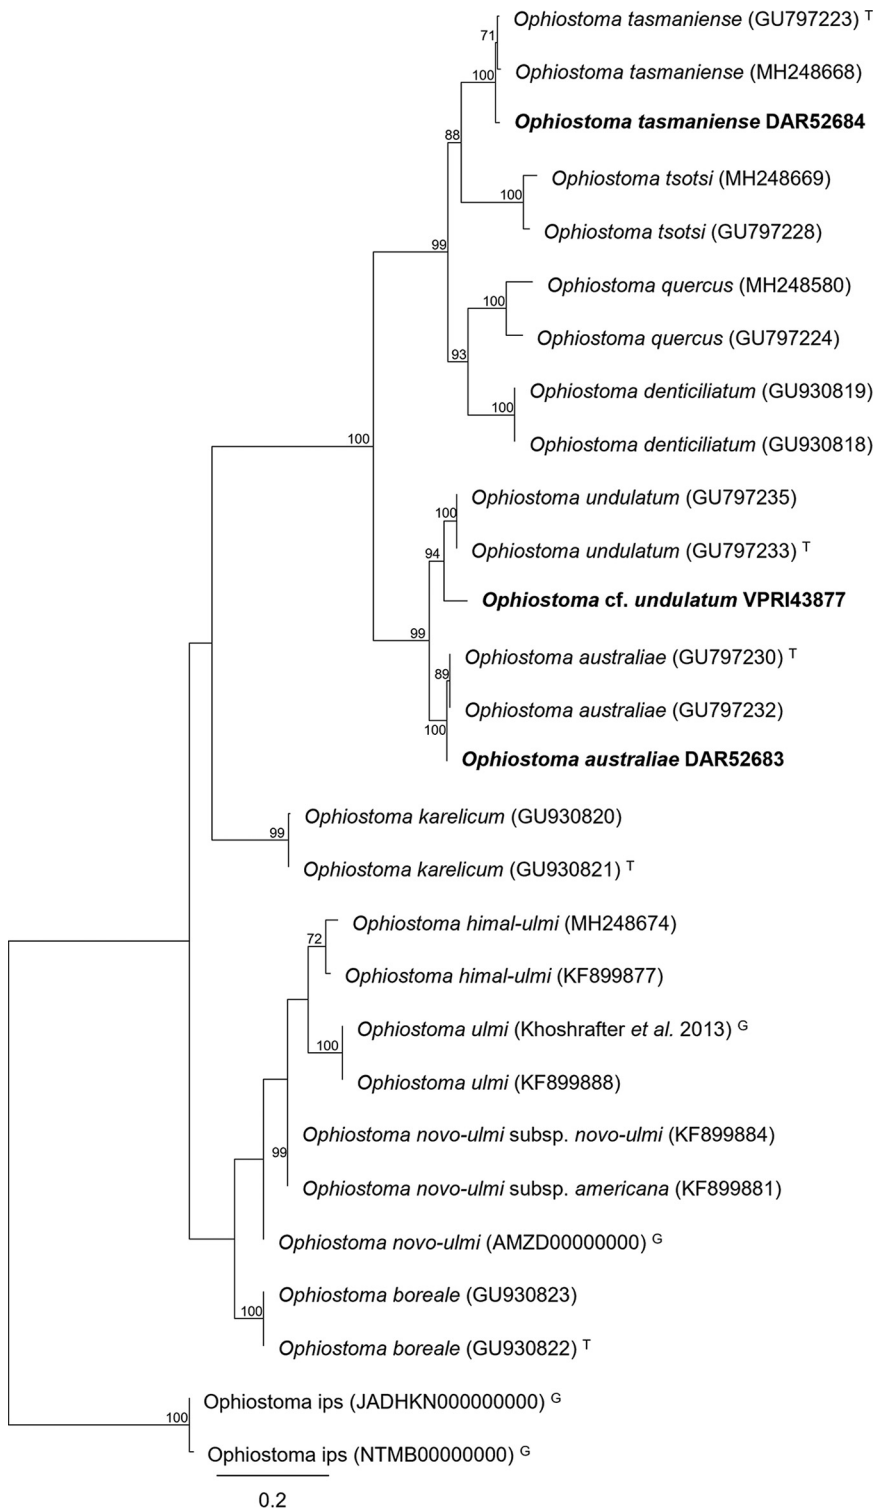 Ophiostoma tasmaniense (GU797223) T
71
Ophiostoma tasmaniense (MH248668)
100
Ophiostoma tasmaniense DAR52684
88
Ophiostoma tsotsi (MH248669)
100
Ophiostoma tsotsi (GU797228)
99
Ophiostoma quercus (MH248580)
100
Ophiostoma quercus (GU797224)
93
Ophiostoma denticiliatum (GU930819)
100
Ophiostoma denticiliatum (GU930818)
100
Ophiostoma undulatum (GU797235)
100
Ophiostoma undulatum (GU797233) T
94
Ophiostoma cf. undulatum VPRI43877
99
Ophiostoma australiae (GU797230) T
89
Ophiostoma australiae (GU797232)
100
Ophiostoma australiae DAR52683
Ophiostoma karelicum (GU930820)
99
Ophiostoma karelicum (GU930821) T
Ophiostoma himal-ulmi (MH248674)
72
Ophiostoma himal-ulmi (KF899877)
Ophiostoma ulmi (Khoshrafter et al. 2013) G
100
Ophiostoma ulmi (KF899888)
Ophiostoma novo-ulmi subsp. novo-ulmi (KF899884)
99
Ophiostoma novo-ulmi subsp. americana (KF899881)
Ophiostoma novo-ulmi (AMZD00000000) G
Ophiostoma boreale (GU930823)
100
Ophiostoma boreale (GU930822) T
Ophiostoma ips (JADHKN000000000) G
100
Ophiostoma ips (NTMB00000000) G
0.2